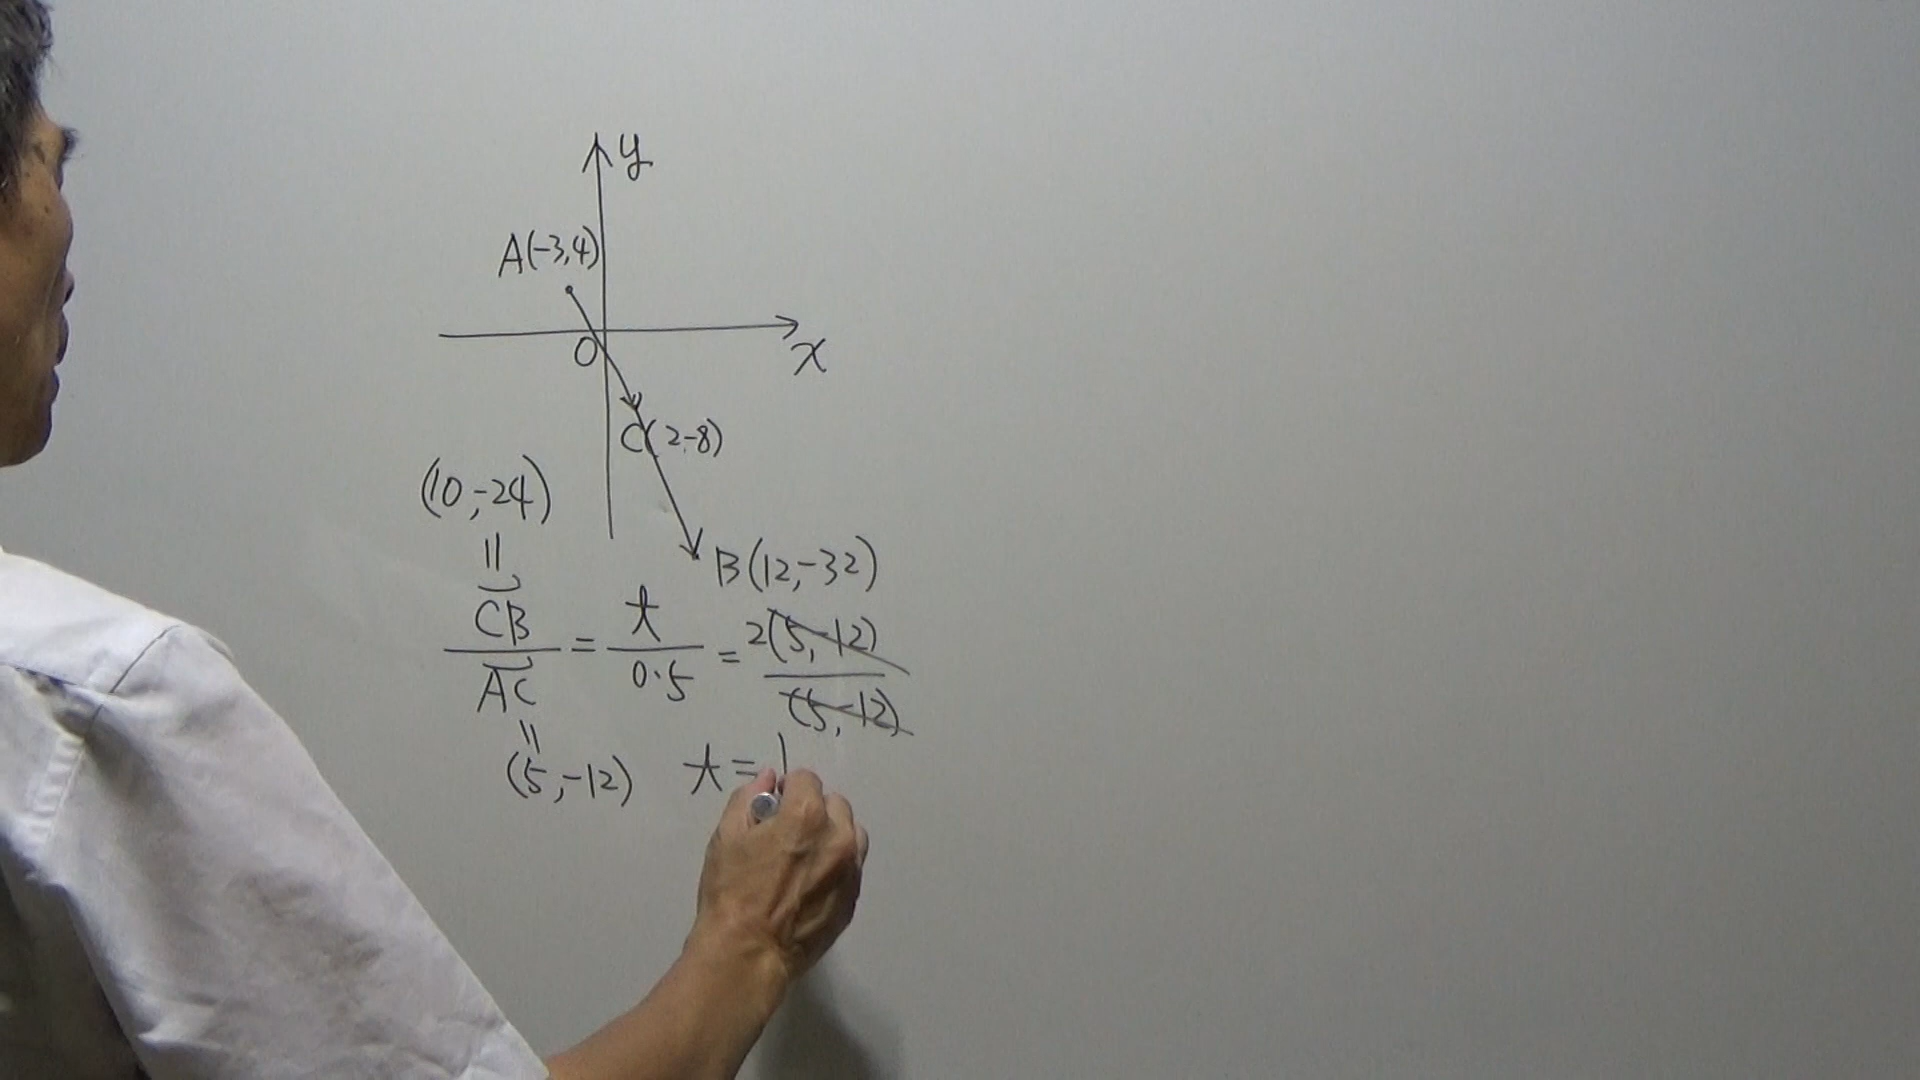 y
A(-3,4)
O
x
C(2-8)
(10,-24)
=
B(12,-32)
CB/AC = t/0.5 = 2(5,-12)/(5,-12)
=
(5,-12)
t=1